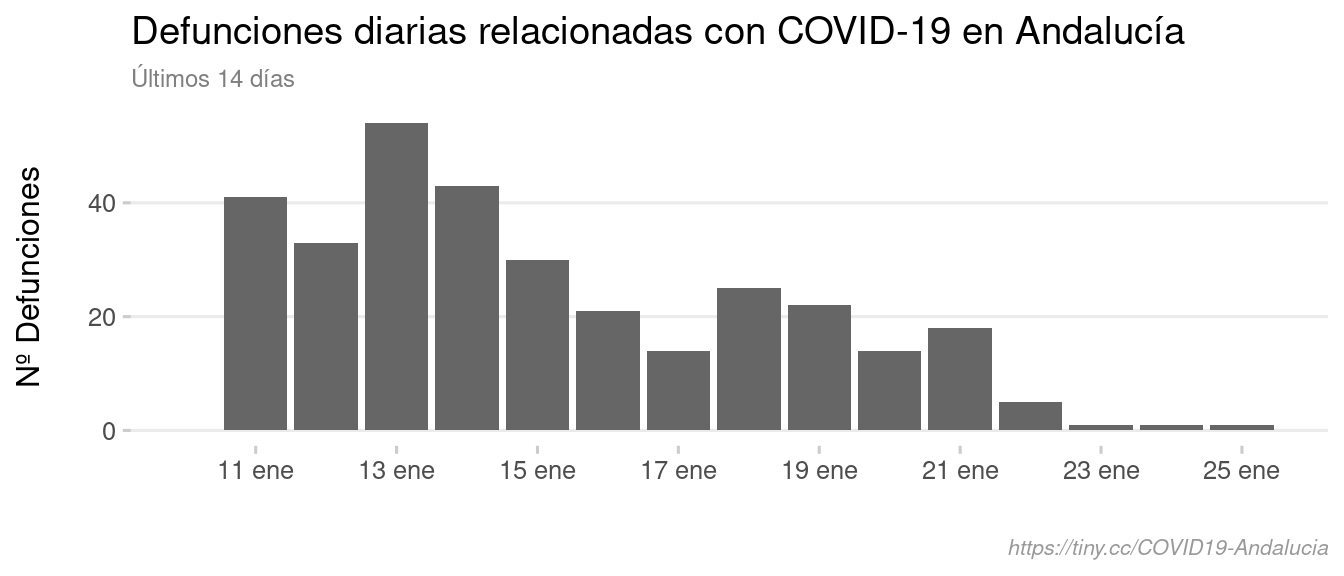 Defunciones diarias relacionadas con COVID-19 en Andalucía
Últimos 14 días
Nº Defunciones
40
20
0
11 ene 13 ene 15 ene 17 ene 19 ene 21 ene 23 ene 25 ene
https://tiny.cc/COVID19-Andalucia